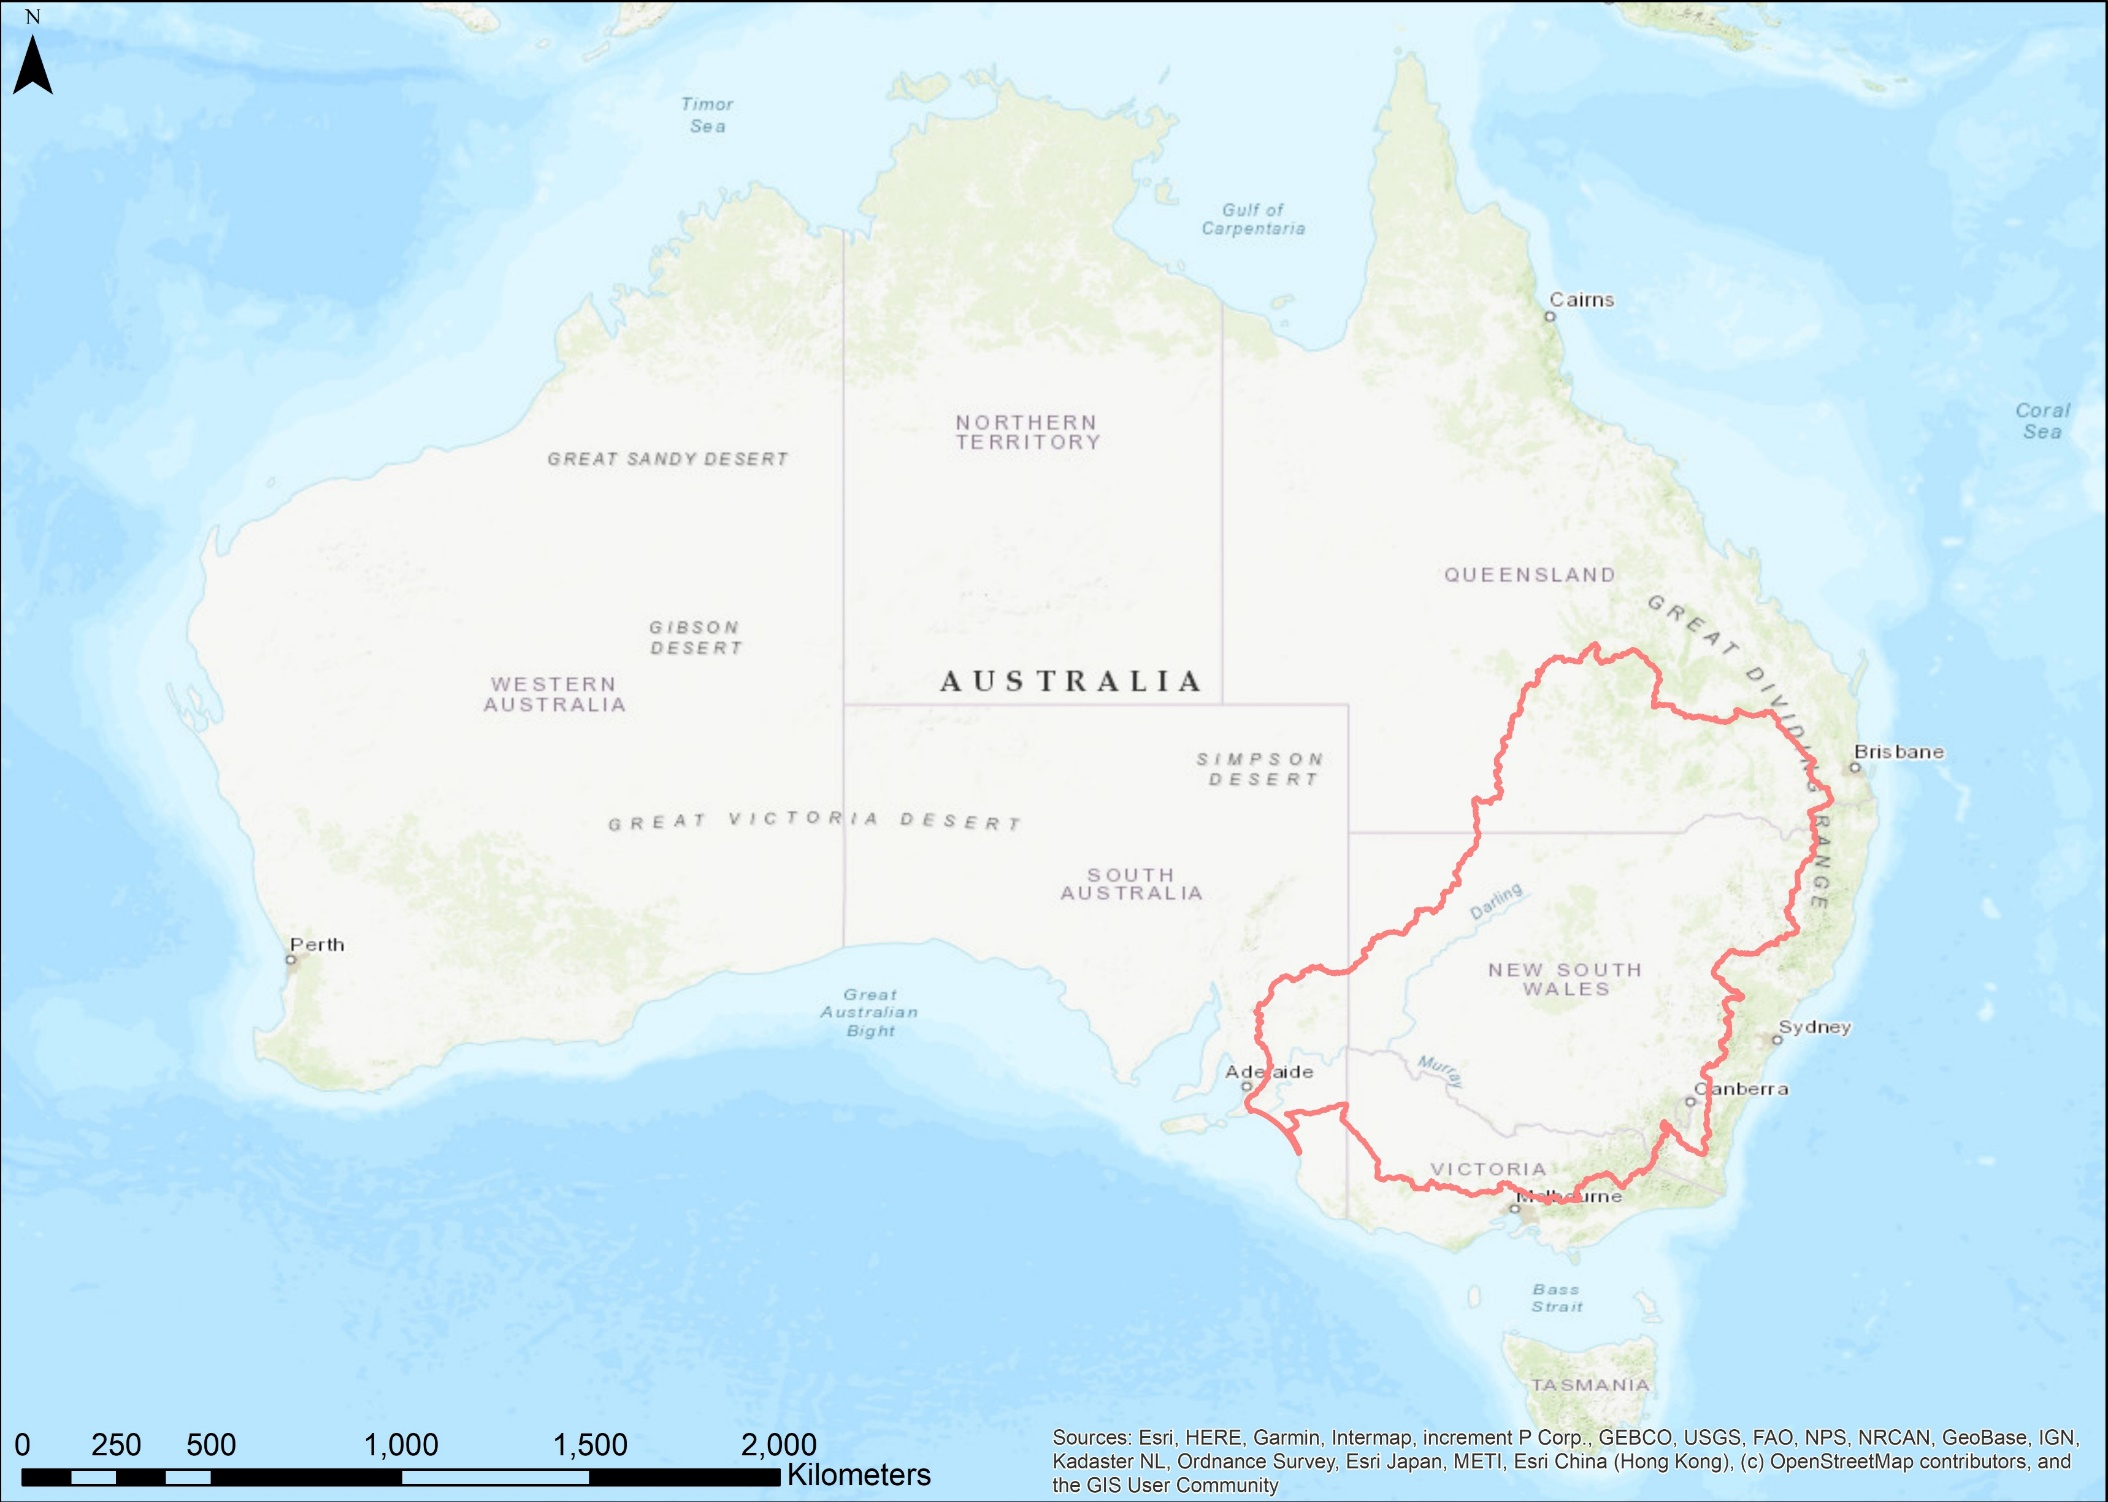 N
Timor
Sea
Gulf of
Carpentaria
Cairns
Coral
Sea
NORTHERN
TERRITORY
GREAT SANDY DESERT
QUEENSLAND
GREAT DIVIDING RANGE
GIBSON
DESERT
WESTERN
AUSTRALIA
AUSTRALIA
SIMPSON
DESERT
Brisbane
GREAT VICTORIA DESERT
SOUTH
AUSTRALIA
Darling
Perth
NEW SOUTH
WALES
Great
Australian
Bight
Sydney
Adelaide
Murray
Canberra
VICTORIA
Melbourne
Bass
Strait
TASMANIA
0 250 500 1,000 1,500 2,000
Kilometers
Sources: Esri, HERE, Garmin, Intermap, increment P Corp., GEBCO, USGS, FAO, NPS, NRCAN, GeoBase, IGN,
Kadaster NL, Ordnance Survey, Esri Japan, METI, Esri China (Hong Kong), (c) OpenStreetMap contributors, and
the GIS User Community